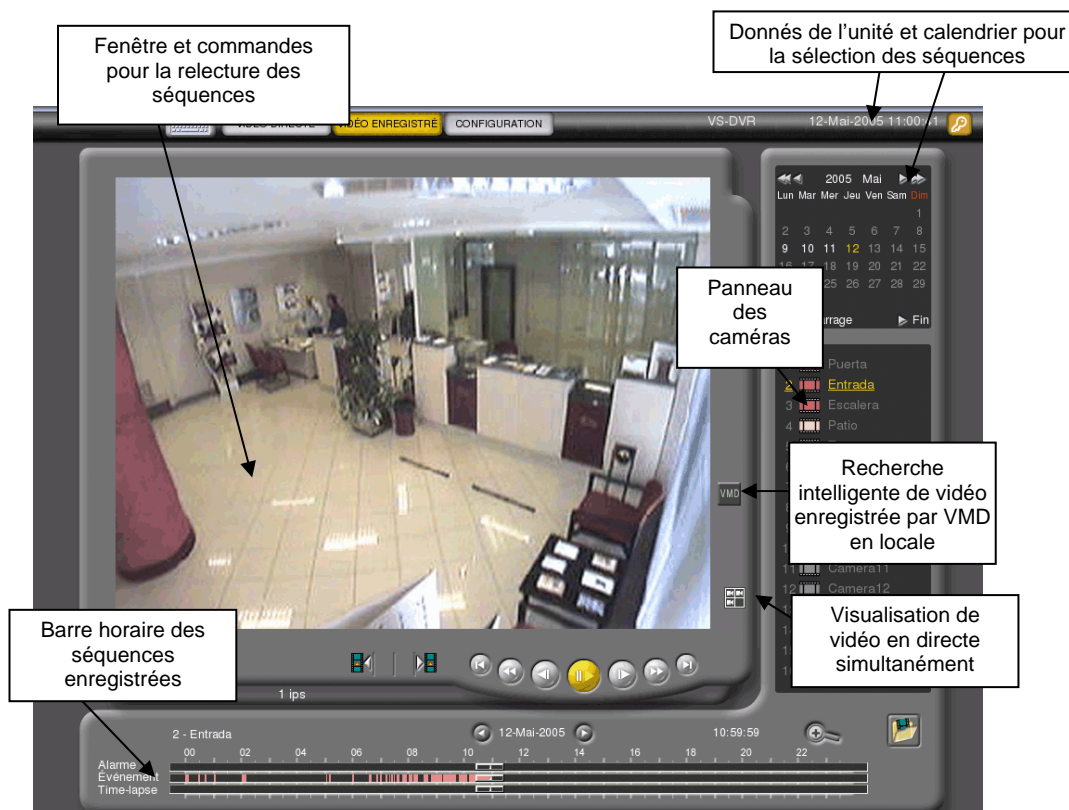 Fenêtre et commandes
pour la relecture des
séquences
Donnés de l'unité et calendrier pour
la sélection des séquences
VIDÉO ENREGISTRÉ
CONFIGURATION
VS-DVR
12-Mai-2005 11:00:41
2005 Mai
Lun Mar Mer Jeu Ven Sam Dim
1
2 3 4 5 6 7 8
9 10 11 12 13 14 15
16 17 18 19 20 21 22
25 26 27 28 29
Fin
Panneau
des
caméras
Puerta
2 Entrada
3 Escalera
4 Patio
VMD
Recherche
intelligente de vidéo
enregistrée par VMD
en locale
11 Camera11
12 Camera12
Visualisation de
vidéo en directe
simultanément
Barre horaire des
séquences
enregistrées
1 ips
2 - Entrada
12-Mai-2005
10:59:59
00 02 04 06 08 10 12 14 16 18 20 22
Alarme
Événement
Time-lapse